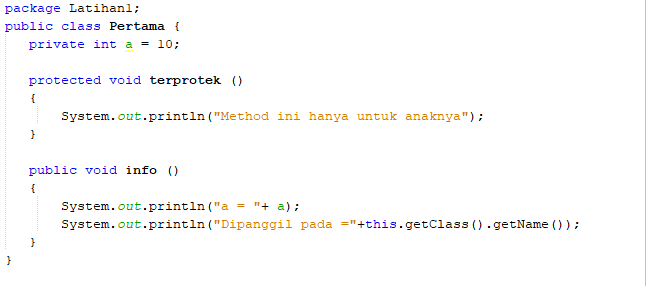 package Latihan1;
public class Pertama {
private int a = 10;
protected void terprotek ()
{
System.out.println("Method ini hanya untuk anaknya");
}
public void info ()
{
System.out.println("a = "+ a);
System.out.println("Dipanggil pada ="+this.getClass().getName());
}
}